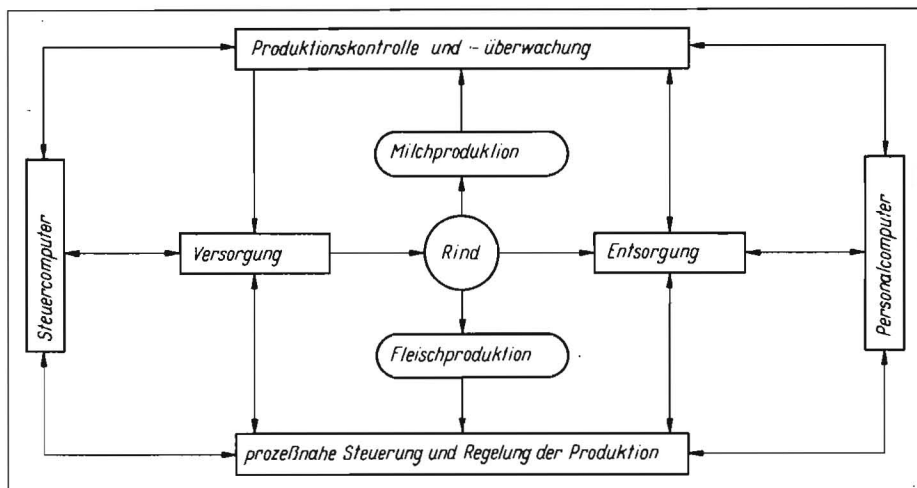 Produktionskontrolle und -überwachung
Milchproduktion
Steuercomputer
Versorgung
Rind
Entsorgung
Personalcomputer
Fleischproduktion
prozeßnahe Steuerung und Regelung der Produktion